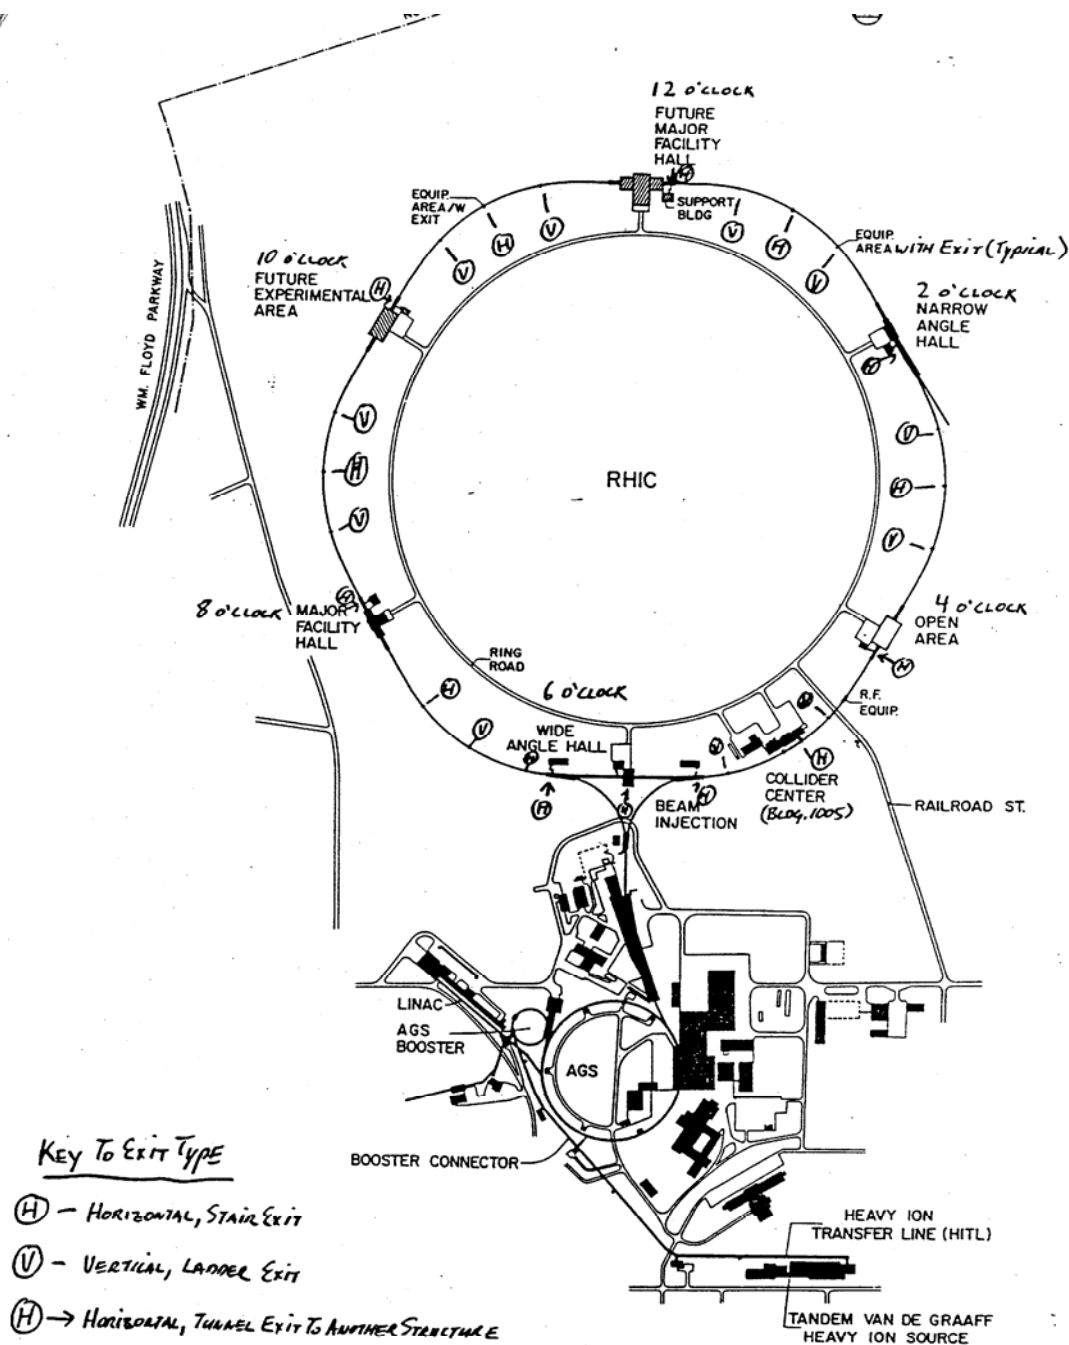 12 O'CLOCK
FUTURE
MAJOR
FACILITY
HALL
H
SUPPORT
BLDG
EQUIP.
AREA/W
EXIT
V
H
V
V
H
V
EQUIP.
AREA WITH EXIT (TYPICAL)
10 O'CLOCK
FUTURE
EXPERIMENTAL
AREA
H
2 O'CLOCK
NARROW
ANGLE
HALL
H
WM. FLOYD PARKWAY
V
H
V
RHIC
V
H
V
8 O'CLOCK
MAJOR
FACILITY
HALL
H
4 O'CLOCK
OPEN
AREA
H
RING
ROAD
6 O'CLOCK
R.F.
EQUIP.
H
V
H
WIDE
ANGLE HALL
V
H
COLLIDER
CENTER
(BLDG. 1005)
H
H
BEAM
INJECTION
RAILROAD ST.
LINAC
AGS
BOOSTER
AGS
BOOSTER CONNECTOR
HEAVY ION
TRANSFER LINE (HITL)
TANDEM VAN DE GRAAFF
HEAVY ION SOURCE
KEY TO EXIT TYPE
H - HORIZONTAL, STAIR EXIT
V - VERTICAL, LADDER EXIT
H → HORIZONTAL, TUNNEL EXIT TO ANOTHER STRUCTURE